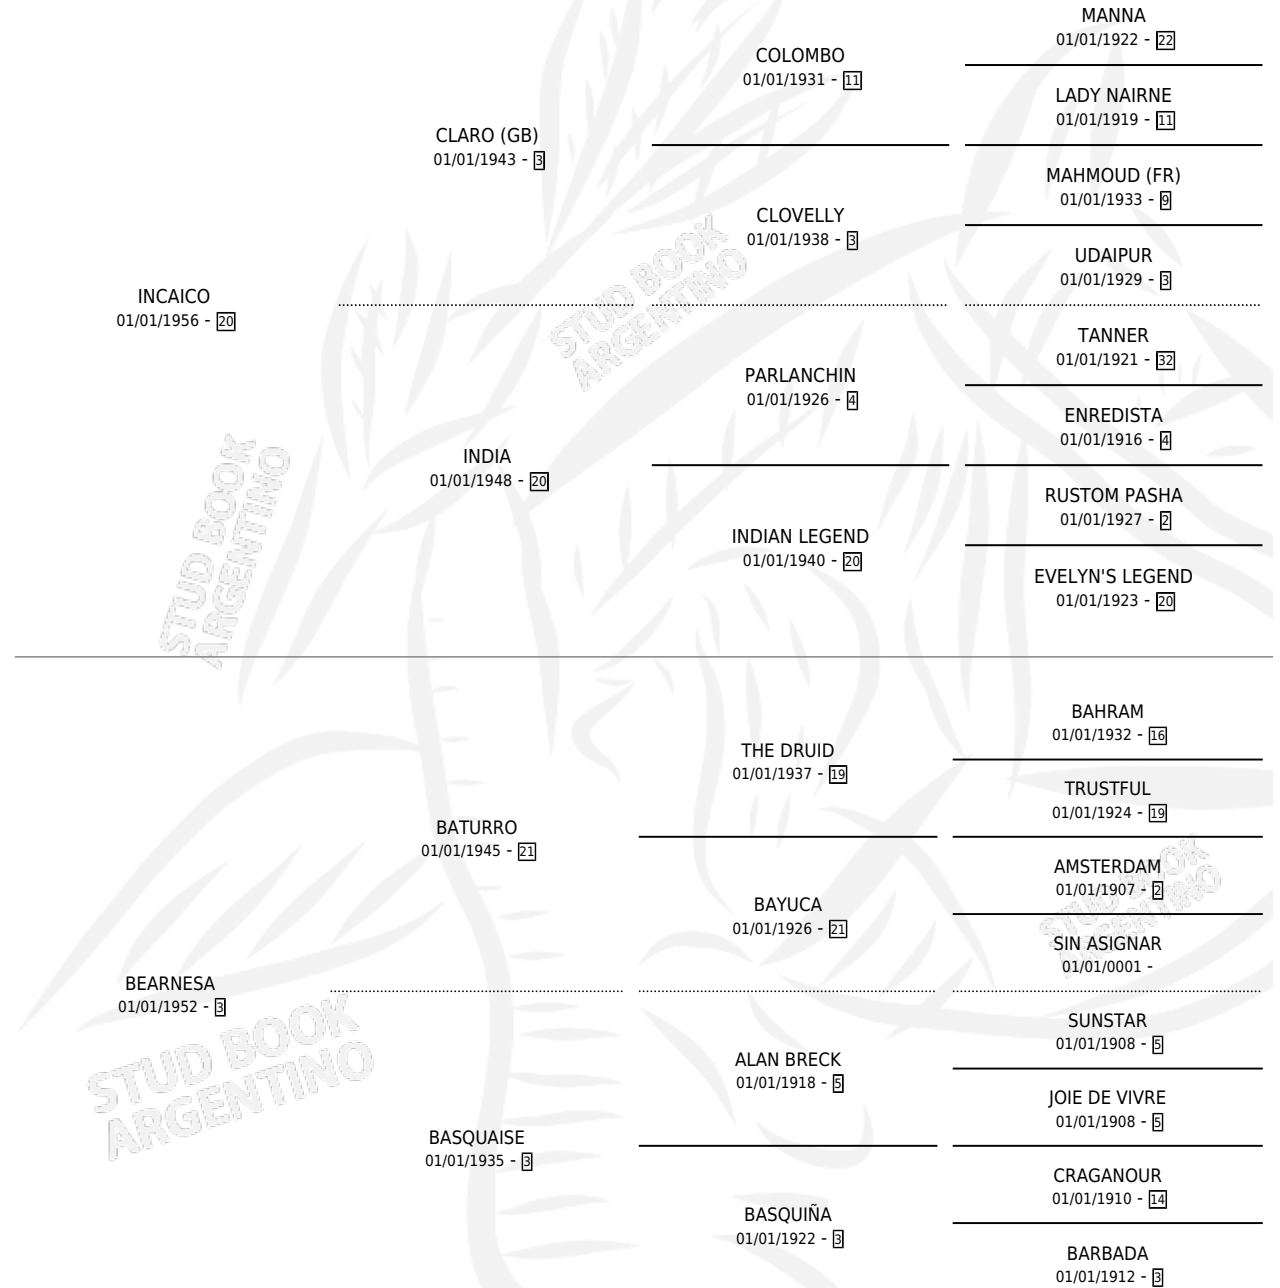 MANNA
01/01/1922 - 22
COLOMBO
01/01/1931 - 11
LADY NAIRNE
01/01/1919 - 11
CLARO (GB)
01/01/1943 - 3
MAHMOUD (FR)
01/01/1933 - 9
CLOVELLY
01/01/1938 - 3
UDAIPUR
01/01/1929 - 3
INCAICO
01/01/1956 - 20
TANNER
01/01/1921 - 32
PARLANCHIN
01/01/1926 - 4
ENREDISTA
01/01/1916 - 4
INDIA
01/01/1948 - 20
RUSTOM PASHA
01/01/1927 - 2
INDIAN LEGEND
01/01/1940 - 20
EVELYN'S LEGEND
01/01/1923 - 20
BAHRAM
01/01/1932 - 16
THE DRUID
01/01/1937 - 19
TRUSTFUL
01/01/1924 - 19
BATURRO
01/01/1945 - 21
AMSTERDAM
01/01/1907 - 2
BAYUCA
01/01/1926 - 21
SIN ASIGNAR
01/01/0001 -
BEARNESA
01/01/1952 - 3
SUNSTAR
01/01/1908 - 5
ALAN BRECK
01/01/1918 - 5
JOIE DE VIVRE
01/01/1908 - 5
BASQUAISE
01/01/1935 - 3
CRAGANOUR
01/01/1910 - 14
BASQUIÑA
01/01/1922 - 3
BARBADA
01/01/1912 - 3
STUD BOOK
ARGENTINO
STUD BOOK
ARGENTINO
STUD BOOK
ARGENTINO
STUD BOOK
ARGENTINO